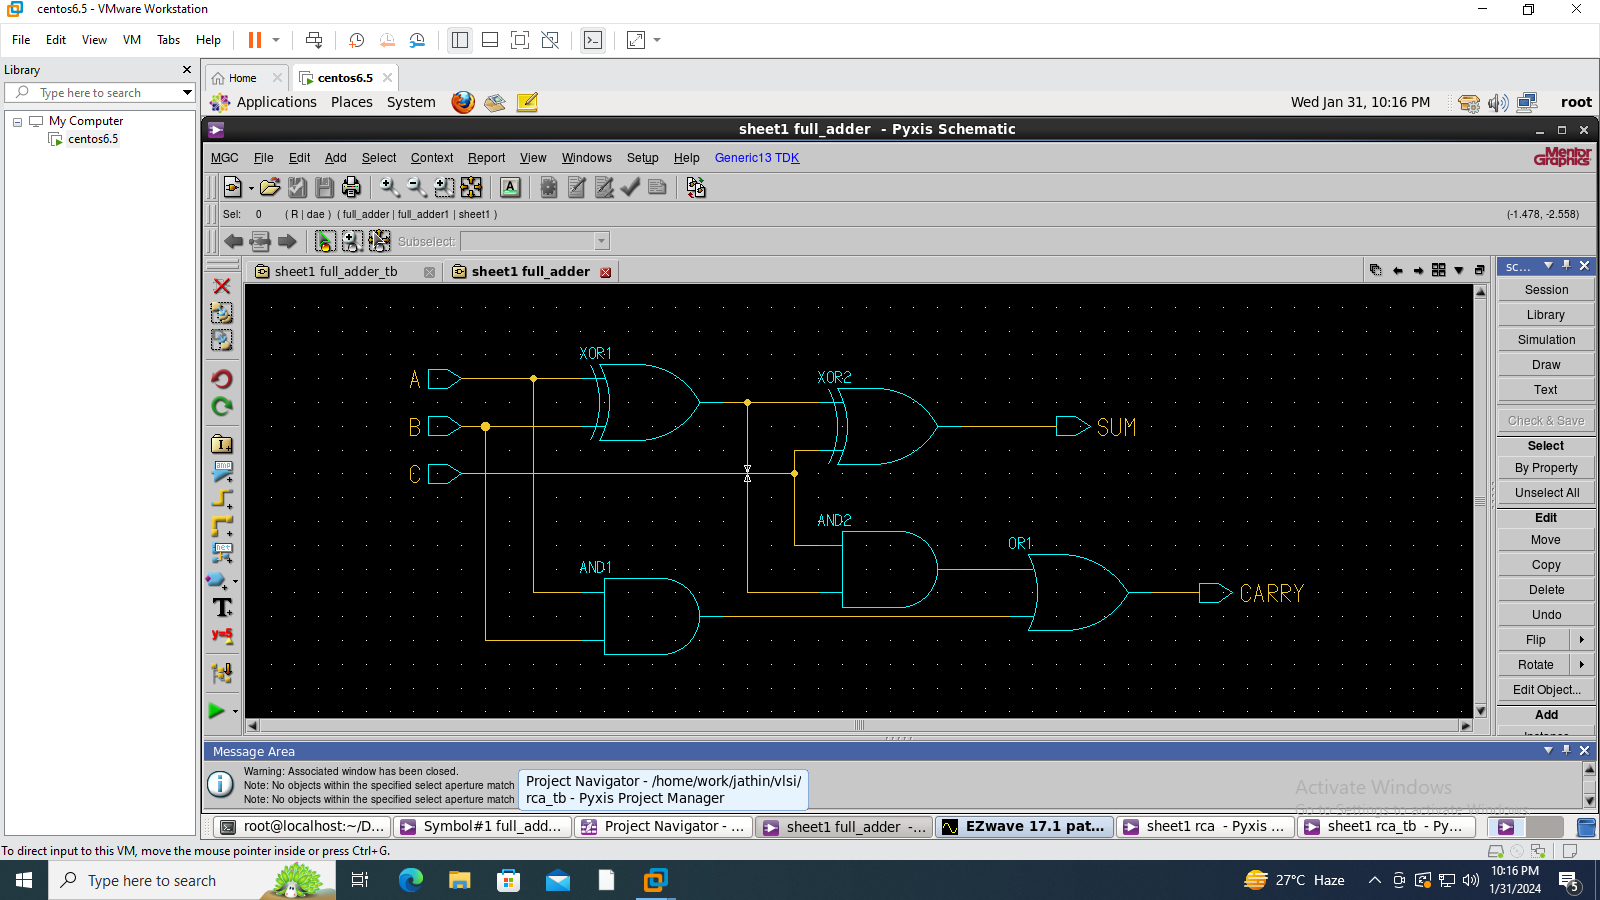 centos6.5 - VMware Workstation
File Edit View VM Tabs Help
Library
Type here to search
My Computer
centos6.5
Home
centos6.5
Applications Places System
Wed Jan 31, 10:16 PM
root
sheet1 full_adder - Pyxis Schematic
MGC File Edit Add Select Context Report View Windows Setup Help Generic13 TDK
Mentor Graphics
Sel: 0 ( R | dae ) ( full_adder | full_adder1 | sheet1 )
(-1.478, -2.558)
Subselect:
sheet1 full_adder_tb
sheet1 full_adder
sc...
Session
Library
Simulation
Draw
Text
Check & Save
Select
By Property
Unselect All
Edit
Move
Copy
Delete
Undo
Flip
Rotate
Edit Object...
Add
amp
net
T
y=5
A
XOR1
B
C
XOR2
SUM
AND2
AND1
OR1
CARRY
Message Area
Warning: Associated window has been closed.
Note: No objects within the specified select aperture match
Note: No objects within the specified select aperture match
Project Navigator - /home/work/jathin/vlsi/
rca_tb - Pyxis Project Manager
Activate Windows
Go to Settings to activate Windows.
root@localhost:~/D...
Symbol#1 full_add...
Project Navigator - ...
sheet1 full_adder -...
EZwave 17.1 pat...
sheet1 rca - Pyxis ...
sheet1 rca_tb - Py...
To direct input to this VM, move the mouse pointer inside or press Ctrl+G.
Type here to search
27°C Haze
10:16 PM
1/31/2024
5